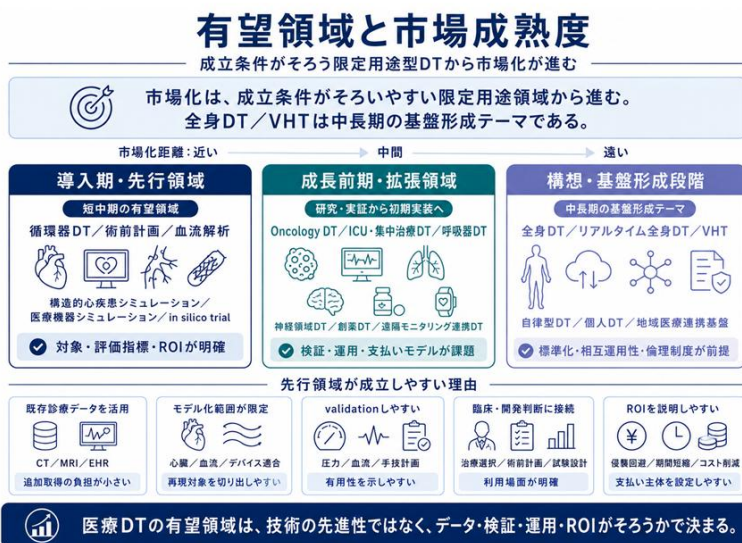 有望領域と市場成熟度
成立条件がそろう限定用途型DTから市場化が進む
市場化は、成立条件がそろいやすい限定用途領域から進む。
全身DT／VHTは中長期の基盤形成テーマである。
市場化距離：近い
中間
遠い
導入期・先行領域
短中期の有望領域
循環器DT／術前計画／血流解析
構造的心疾患シミュレーション／
医療機器シミュレーション／in silico trial
対象・評価指標・ROIが明確
成長前期・拡張領域
研究・実証から初期実装へ
Oncology DT／ICU・集中治療DT／呼吸器DT
神経領域DT／創薬DT／遠隔モニタリング連携DT
検証・運用・支払いモデルが課題
構想・基盤形成段階
中長期の基盤形成テーマ
全身DT／リアルタイム全身DT／VHT
自律型DT／個人DT／地域医療連携基盤
標準化・相互運用性・倫理制度が前提
先行領域が成立しやすい理由
既存診療データを活用
CT／MRI／EHR
追加取得の負担が小さい
モデル化範囲が限定
心臓／血流／デバイス適合
再現対象を切り出しやすい
validationしやすい
圧力／血流／手技計画
有用性を示しやすい
臨床・開発判断に接続
治療選択／術前計画／試験設計
利用場面が明確
ROIを説明しやすい
¥
侵襲回避／期間短縮／コスト削減
支払い主体を設定しやすい
医療DTの有望領域は、技術の先進性ではなく、データ・検証・運用・ROIがそろうかで決まる。